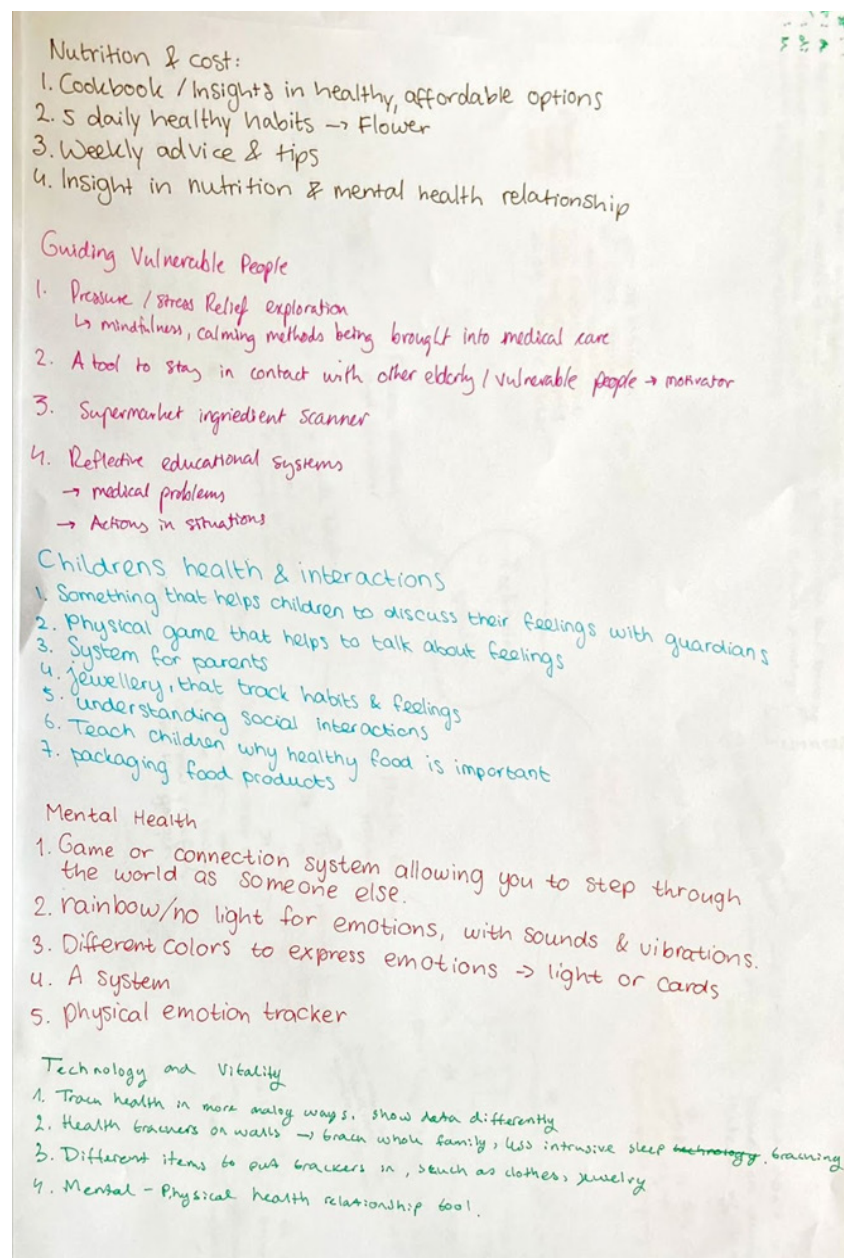 Nutrition & cost:
1. Cookbook / Insights in healthy, affordable options
2. 5 daily healthy habits → Flower
3. Weekly advice & tips
4. Insight in nutrition & mental health relationship
Guiding Vulnerable People
1. Pressure / Stress Relief exploration
↳ mindfulness, calming methods being brought into medical care
2. A tool to stay in contact with other elderly / vulnerable people → motivator
3. Supermarket ingriedient scanner
4. Reflective educational systems
→ medical problems
→ Actions in situations
Childrens health & interactions
1. Something that helps children to discuss their feelings with guardians
2. Physical game that helps to talk about feelings
3. System for parents
4. jewellery, that track habits & feelings
5. understanding social interactions
6. Teach children why healthy food is important
7. packaging food products
Mental Health
1. Game or connection system allowing you to step through
the world as someone else.
2. rainbow/no light for emotions, with sounds & vibrations.
3. Different colors to express emotions → light or cards
4. A system
5. physical emotion tracker
Technology and Vitality
1. Track health in more analog ways. show data differently
2. Health trackers on walls → track whole family, less intrusive sleep technology. tracking
3. Different items to put trackers in, such as clothes, jewelry
4. Mental - Physical health relationship tool.